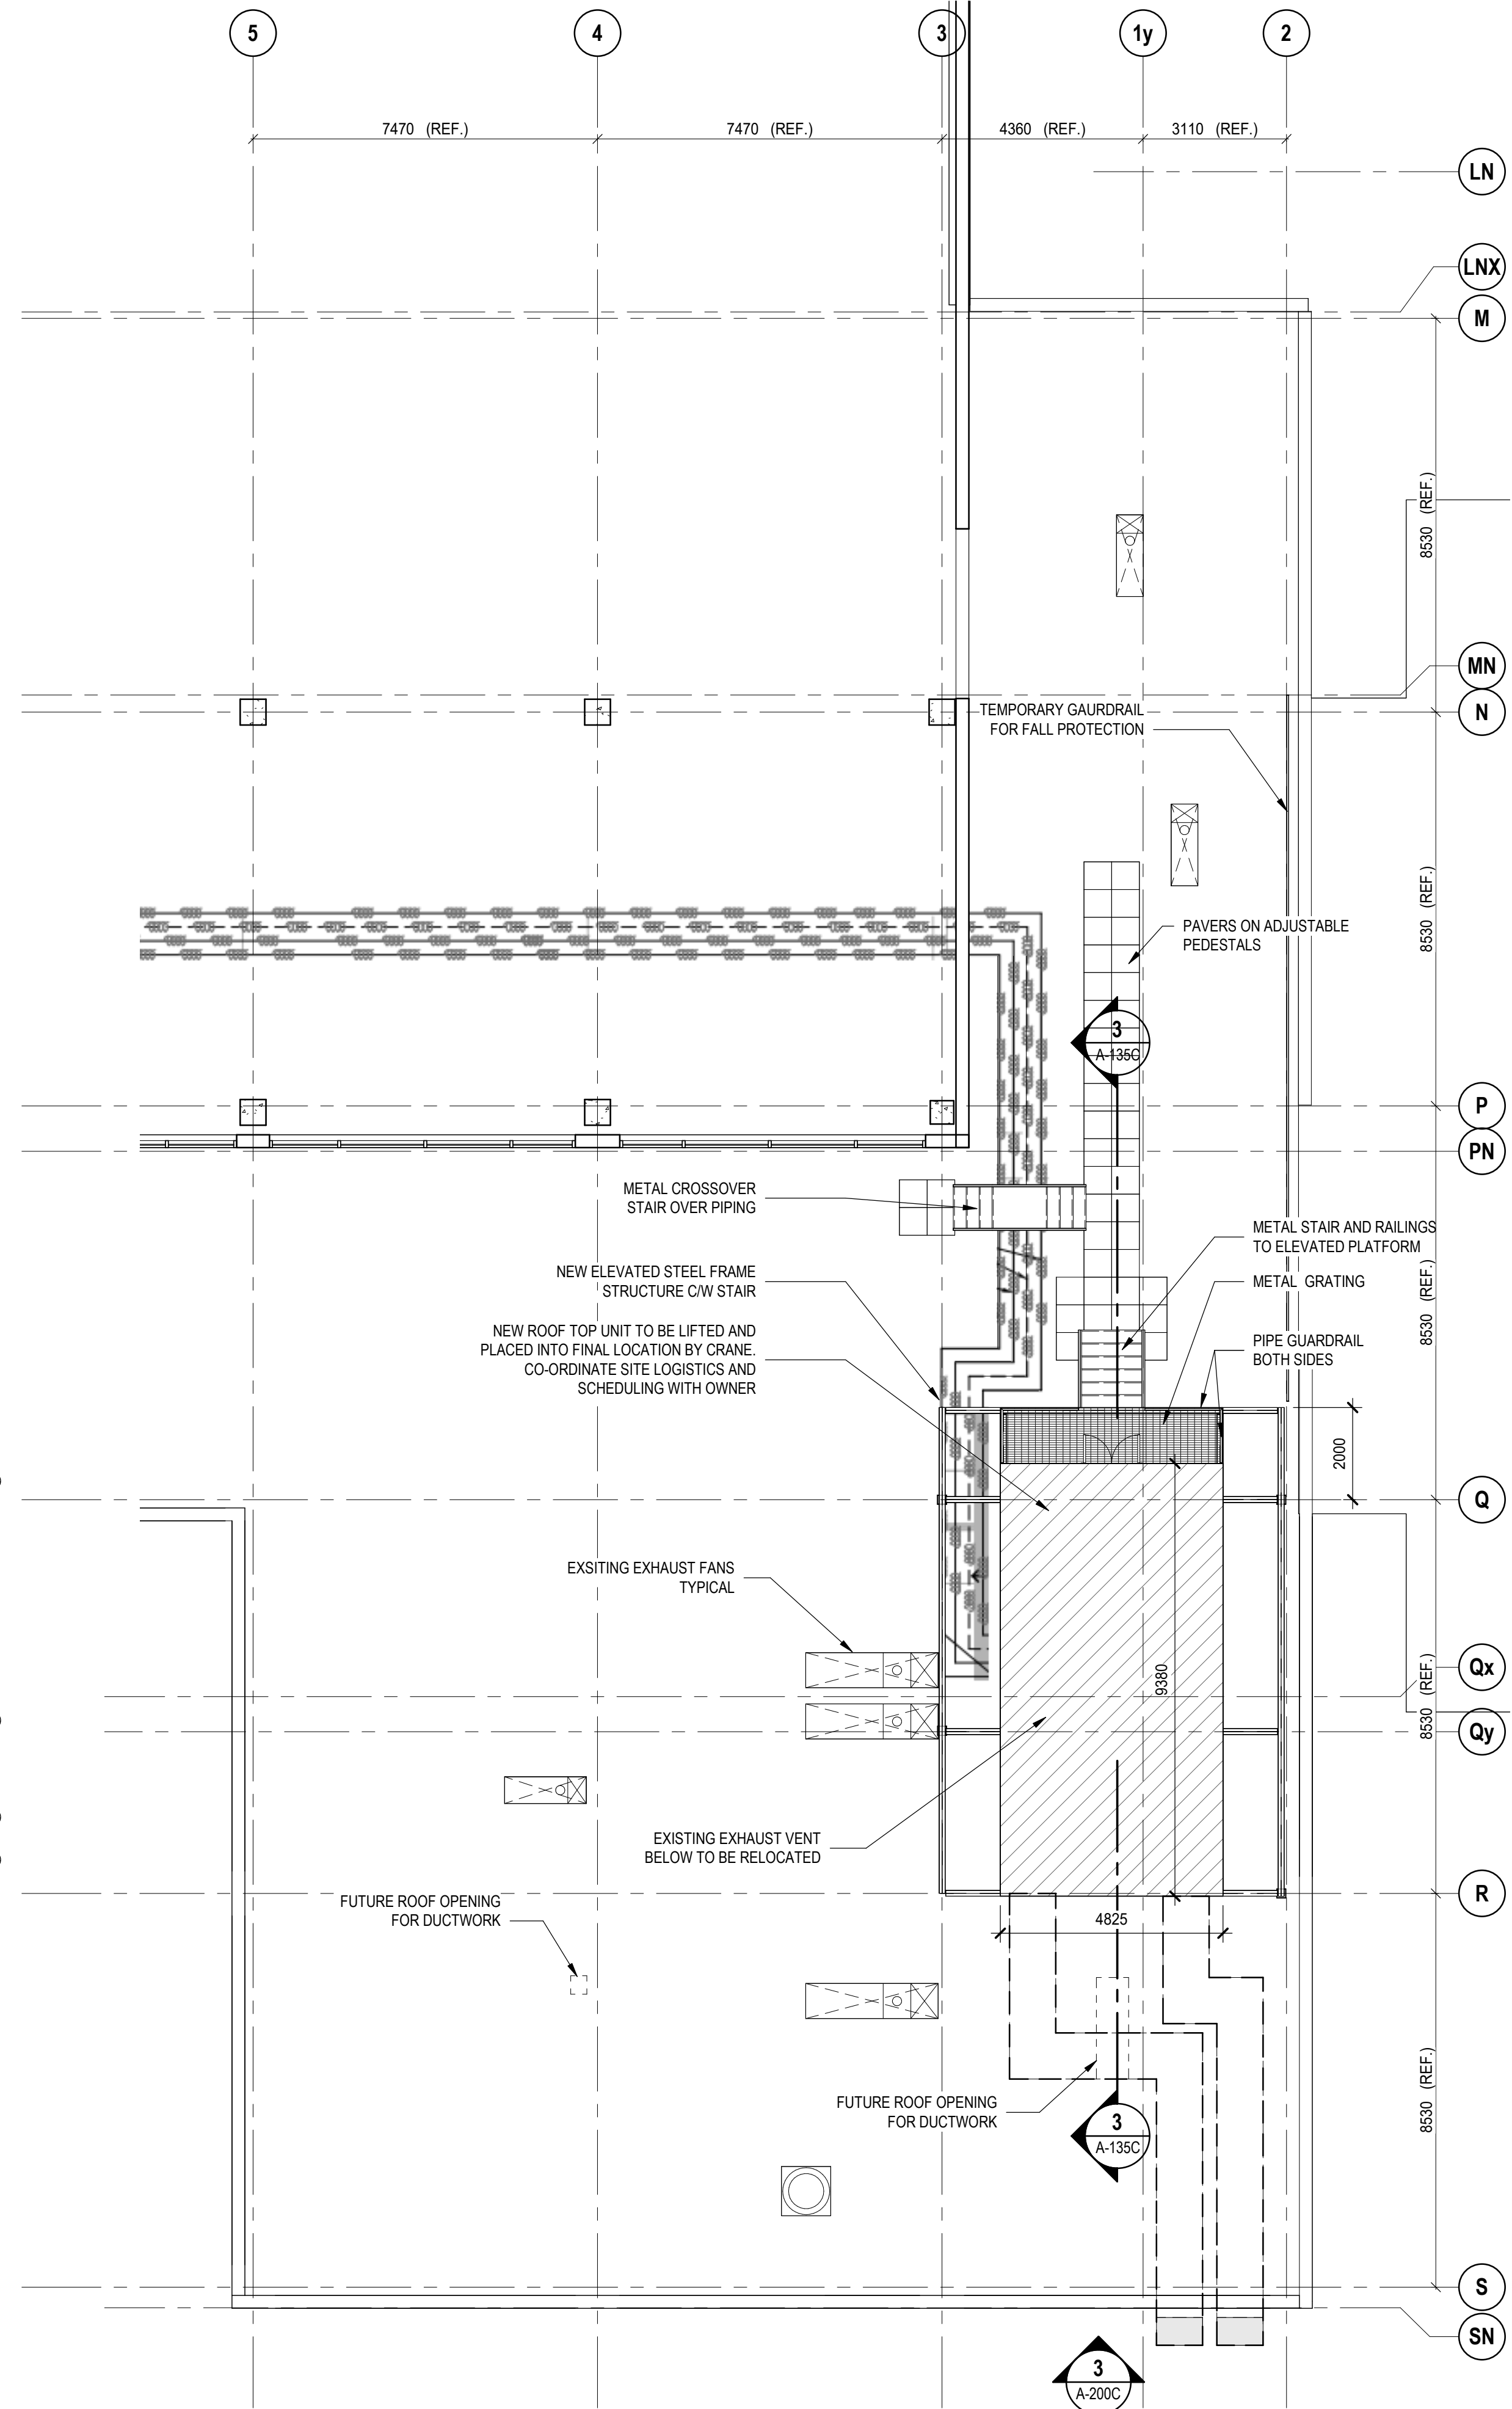 5
4
3
1y
2
7470 (REF.)
7470 (REF.)
4360 (REF.)
3110 (REF.)
LN
LNX
M
8530 (REF.)
MN
N
TEMPORARY GAURDRAIL
FOR FALL PROTECTION
8530 (REF.)
PAVERS ON ADJUSTABLE
PEDESTALS
3
A-135C
P
PN
METAL CROSSOVER
STAIR OVER PIPING
METAL STAIR AND RAILINGS
TO ELEVATED PLATFORM
NEW ELEVATED STEEL FRAME
STRUCTURE C/W STAIR
METAL GRATING
8530 (REF.)
NEW ROOF TOP UNIT TO BE LIFTED AND
PLACED INTO FINAL LOCATION BY CRANE.
CO-ORDINATE SITE LOGISTICS AND
SCHEDULING WITH OWNER
PIPE GUARDRAIL
BOTH SIDES
2000
Q
EXSITING EXHAUST FANS
TYPICAL
9380
Qx
8530 (REF.)
Qy
EXISTING EXHAUST VENT
BELOW TO BE RELOCATED
R
FUTURE ROOF OPENING
FOR DUCTWORK
4825
8530 (REF.)
FUTURE ROOF OPENING
FOR DUCTWORK
3
A-135C
S
SN
3
A-200C